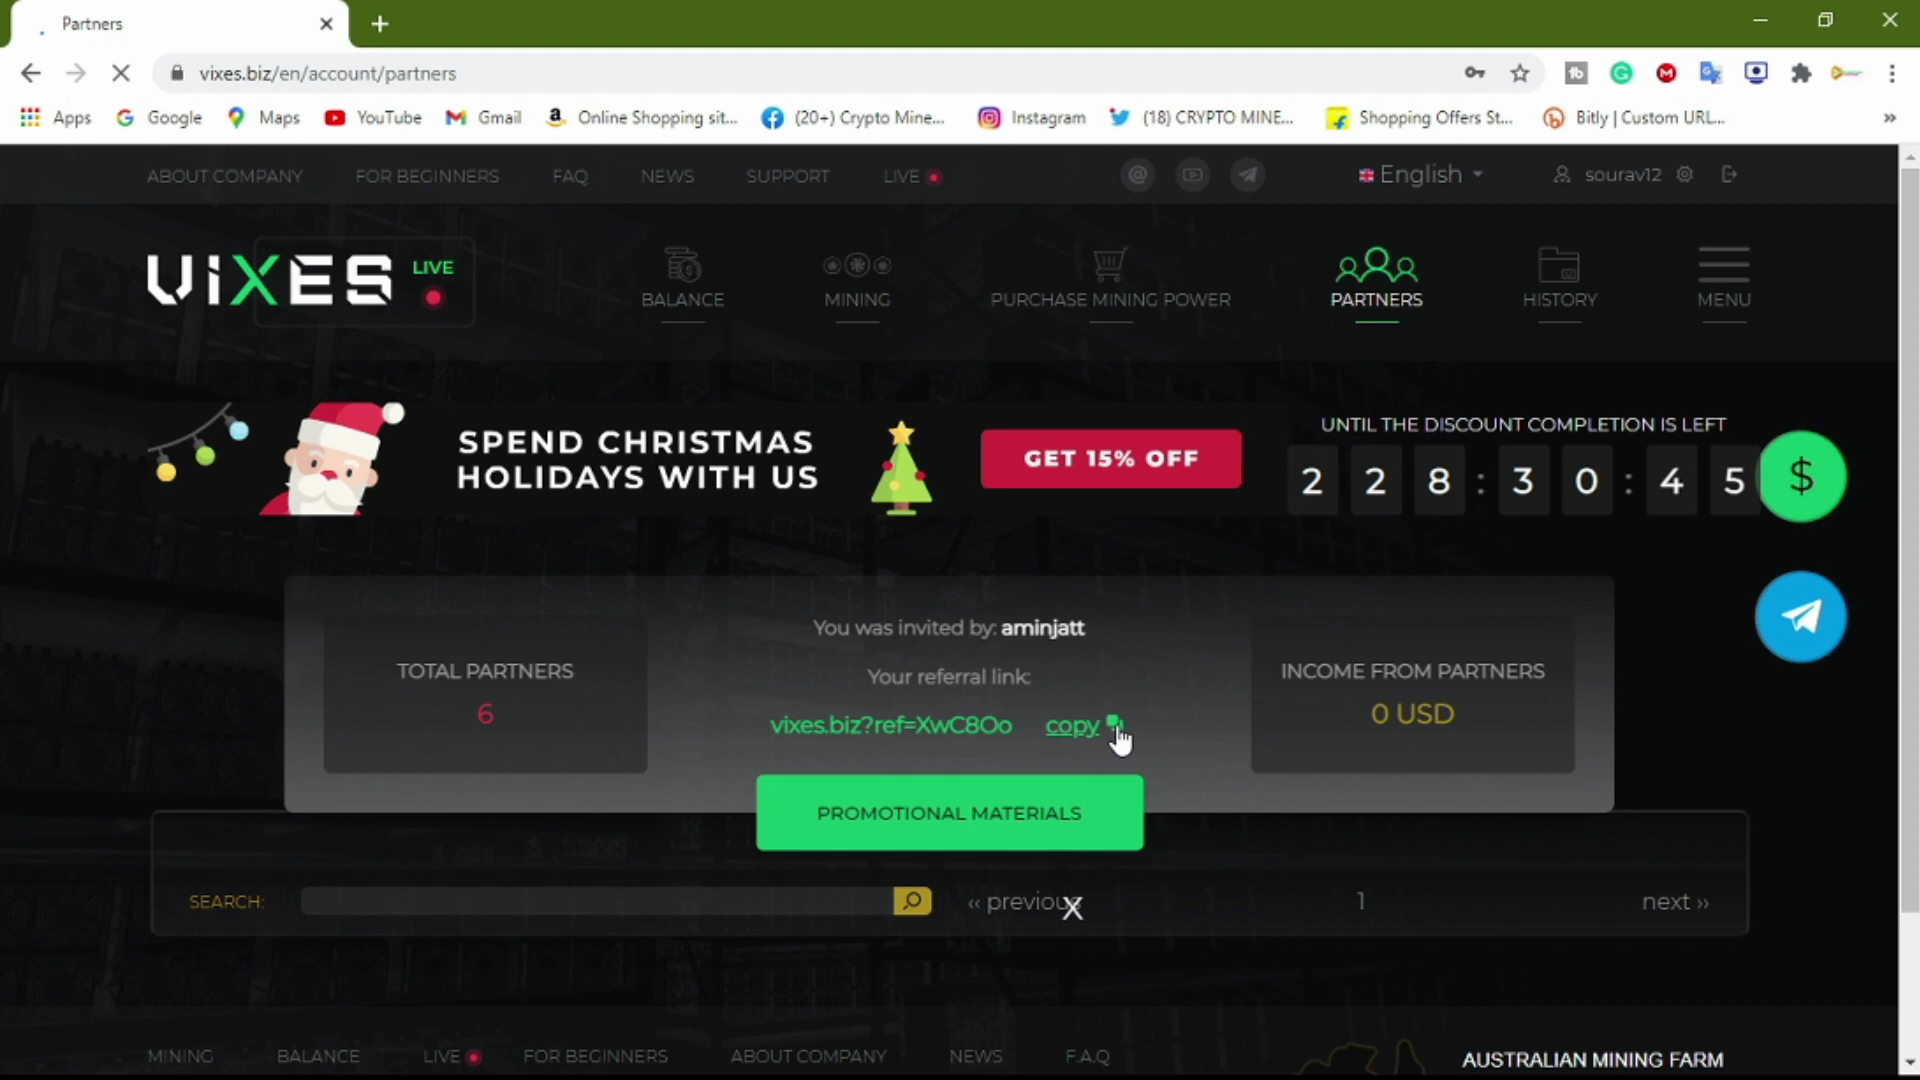 Partners
vixes.biz/en/account/partners
Apps
Google
Maps
YouTube
Gmail
Online Shopping sit...
(20+) Crypto Mine...
Instagram
(18) CRYPTO MINE...
Shopping Offers St...
Bitly | Custom URL...
ABOUT COMPANY
FOR BEGINNERS
FAQ
NEWS
SUPPORT
LIVE
English
sourav12
ViXES
LIVE
BALANCE
MINING
PURCHASE MINING POWER
PARTNERS
HISTORY
MENU
SPEND CHRISTMAS
HOLIDAYS WITH US
GET 15% OFF
UNTIL THE DISCOUNT COMPLETION IS LEFT
2 2 8 : 3 0 : 4 5
$
You was invited by: aminjatt
TOTAL PARTNERS
6
Your referral link:
vixes.biz?ref=XwC8Oo copy
INCOME FROM PARTNERS
0 USD
PROMOTIONAL MATERIALS
SEARCH:
‹‹ previous
X
1
next ››
MINING
BALANCE
LIVE
FOR BEGINNERS
ABOUT COMPANY
NEWS
F.A.Q
AUSTRALIAN MINING FARM